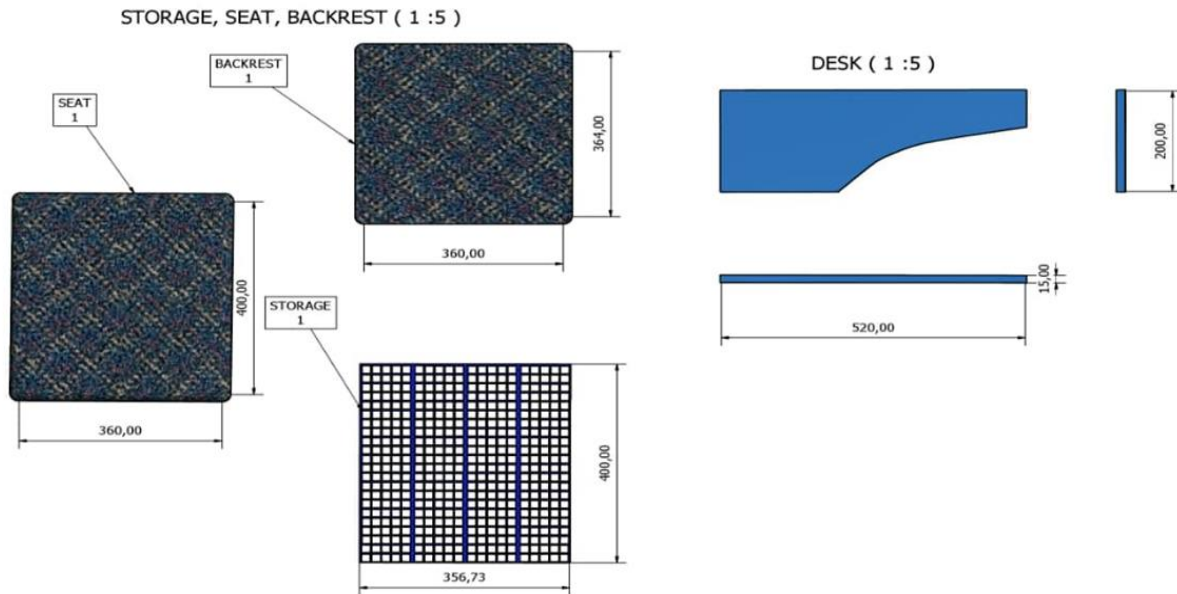 STORAGE, SEAT, BACKREST ( 1 :5 )
BACKREST
1
364,00
360,00
SEAT
1
400,00
360,00
STORAGE
1
400,00
356,73
DESK ( 1 :5 )
200,00
15,00
520,00